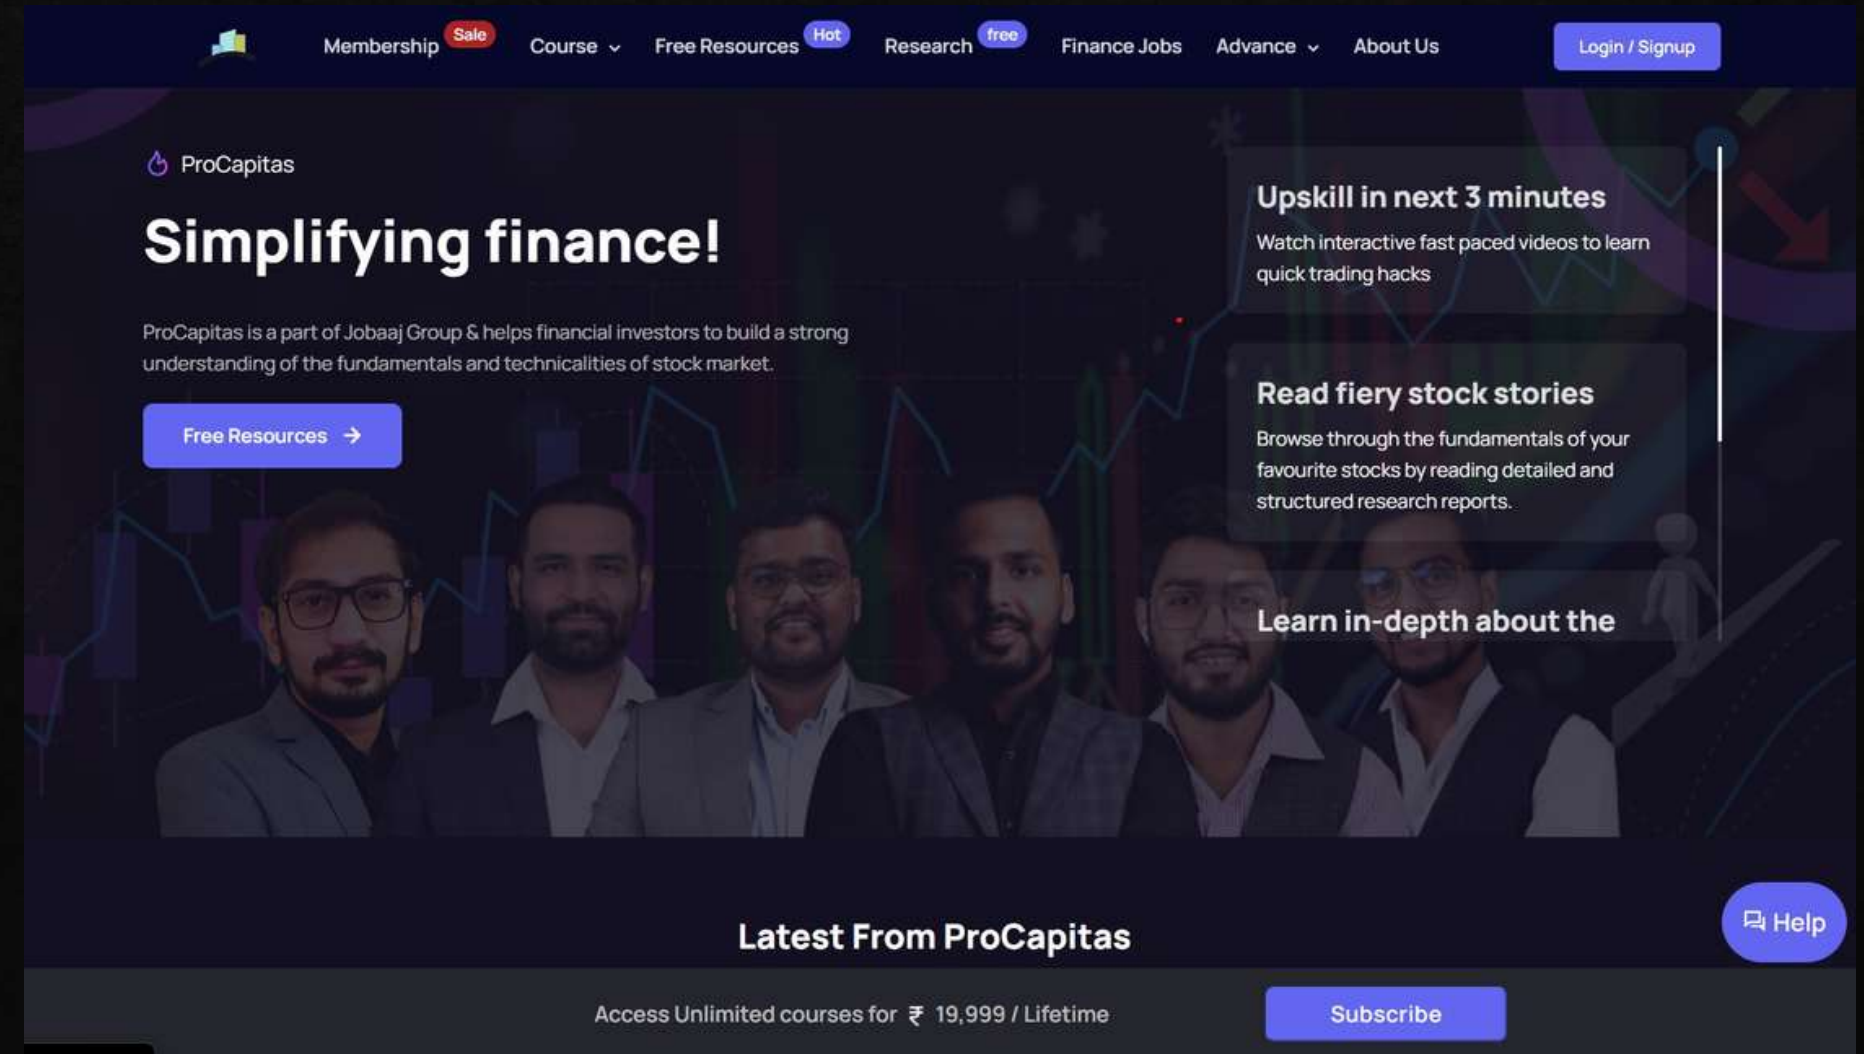 Membership Sale Course Free Resources Hot Research free Finance Jobs Advance About Us Login / Signup
ProCapitas
Simplifying finance!
ProCapitas is a part of Jobaaj Group & helps financial investors to build a strong
understanding of the fundamentals and technicalities of stock market.
Free Resources →
Upskill in next 3 minutes
Watch interactive fast paced videos to learn
quick trading hacks
Read fiery stock stories
Browse through the fundamentals of your
favourite stocks by reading detailed and
structured research reports.
Learn in-depth about the
Latest From ProCapitas
Help
Access Unlimited courses for ₹ 19,999 / Lifetime
Subscribe